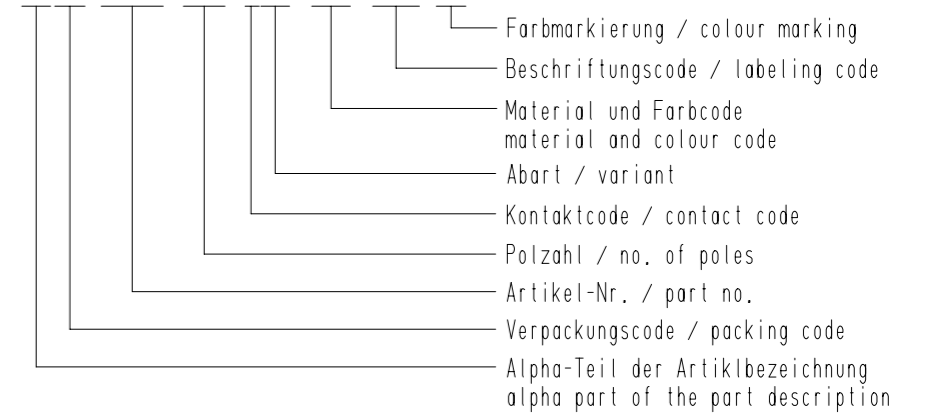 Farbmarkierung / colour marking
Beschriftungscode / labeling code
Material und Farbcode
material and colour code
Abart / variant
Kontaktcode / contact code
Polzahl / no. of poles
Artikel-Nr. / part no.
Verpackungscode / packing code
Alpha-Teil der Artiklbezeichnung
alpha part of the part description